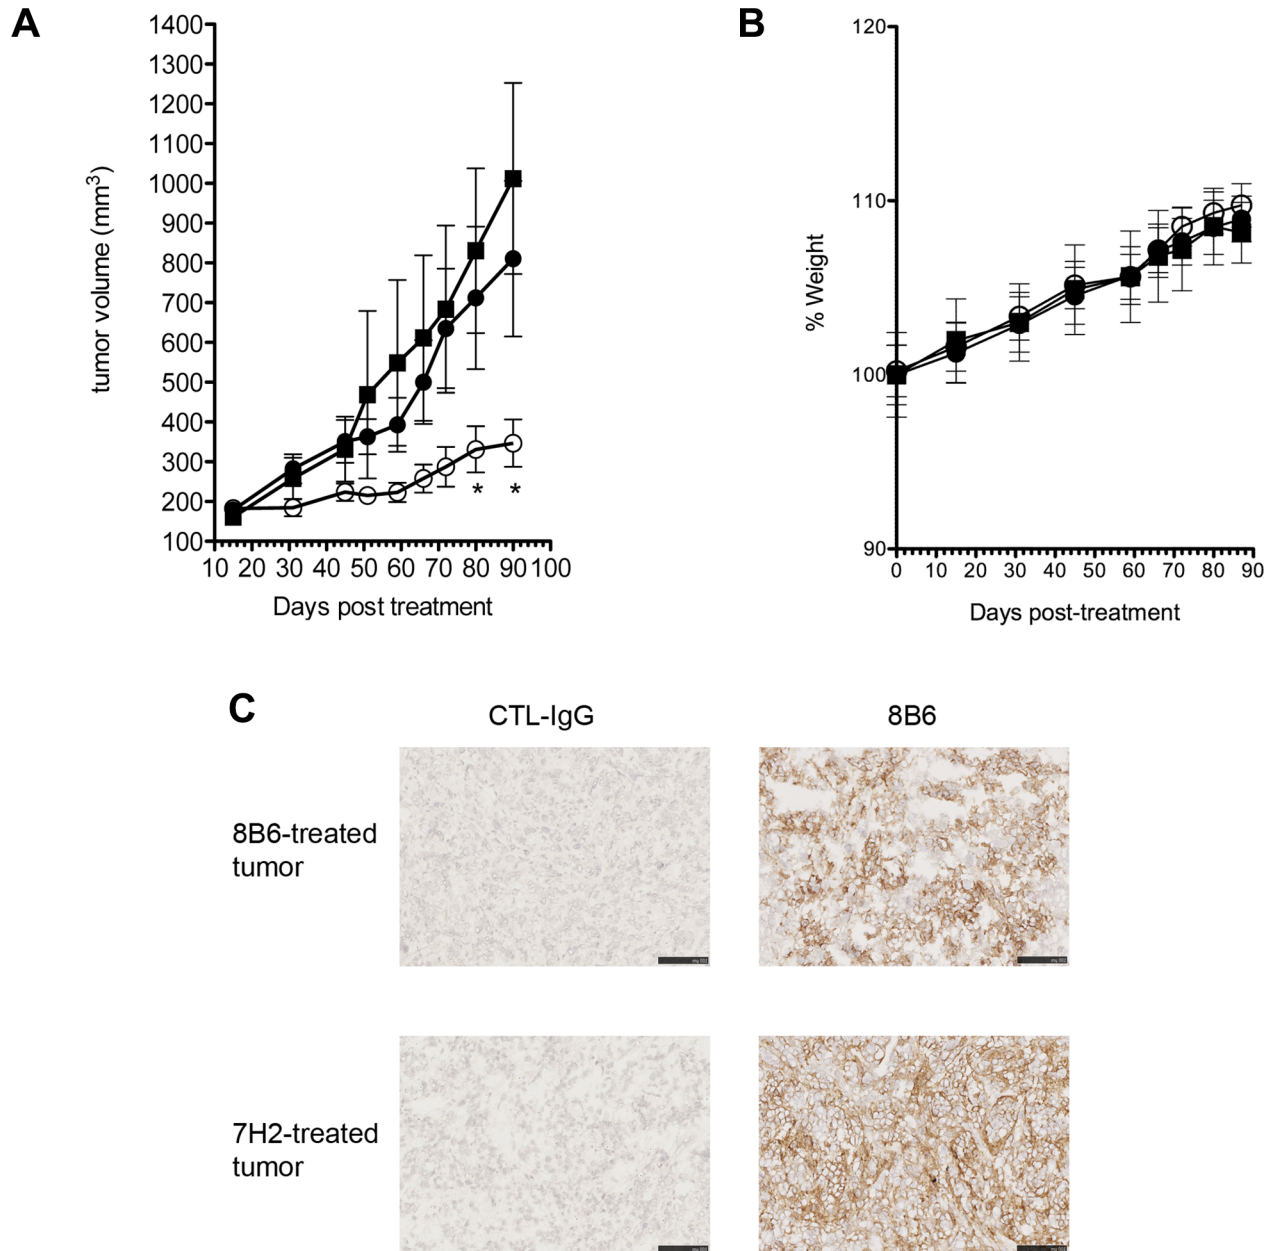 A
1400
1300
1200
1100
1000
900
800
700
600
500
400
300
200
100
tumor volume (mm³)
* *
10 20 30 40 50 60 70 80 90 100
Days post treatment
B
120
110
100
90
% Weight
0 10 20 30 40 50 60 70 80 90
Days post-treatment
C
CTL-IgG 8B6
8B6-treated
tumor
7H2-treated
tumor